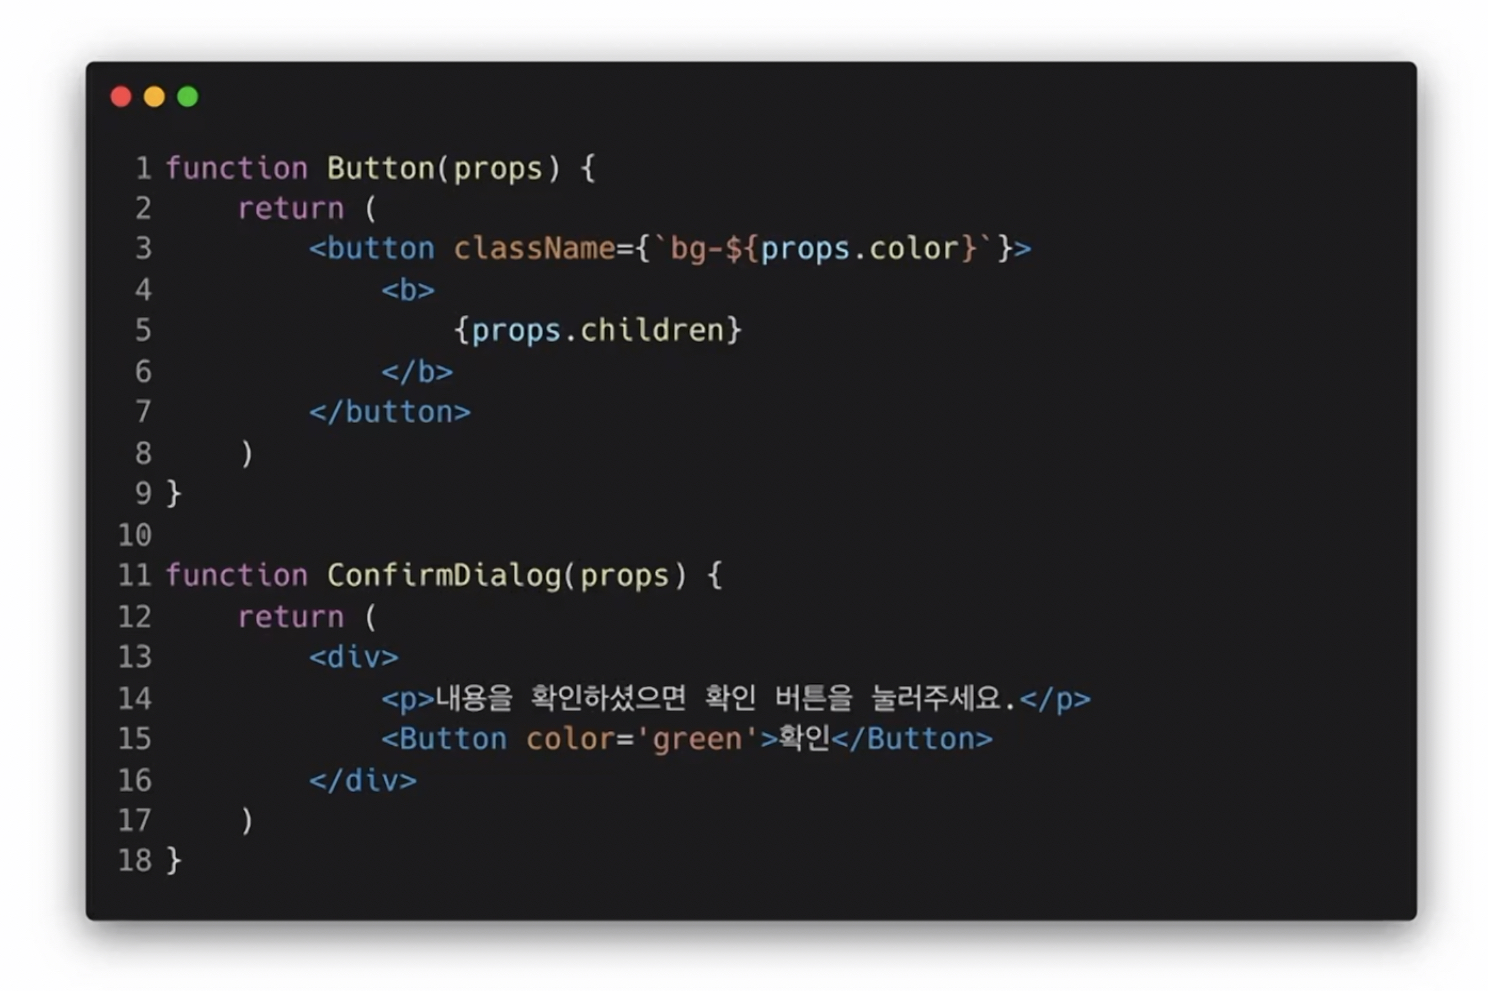 1 function Button(props) {
2     return (
3         <button className={`bg-${props.color}`}>
4             <b>
5                 {props.children}
6             </b>
7         </button>
8     )
9 }
10
11 function ConfirmDialog(props) {
12     return (
13         <div>
14             <p>내용을 확인하셨으면 확인 버튼을 눌러주세요.</p>
15             <Button color='green'>확인</Button>
16         </div>
17     )
18 }